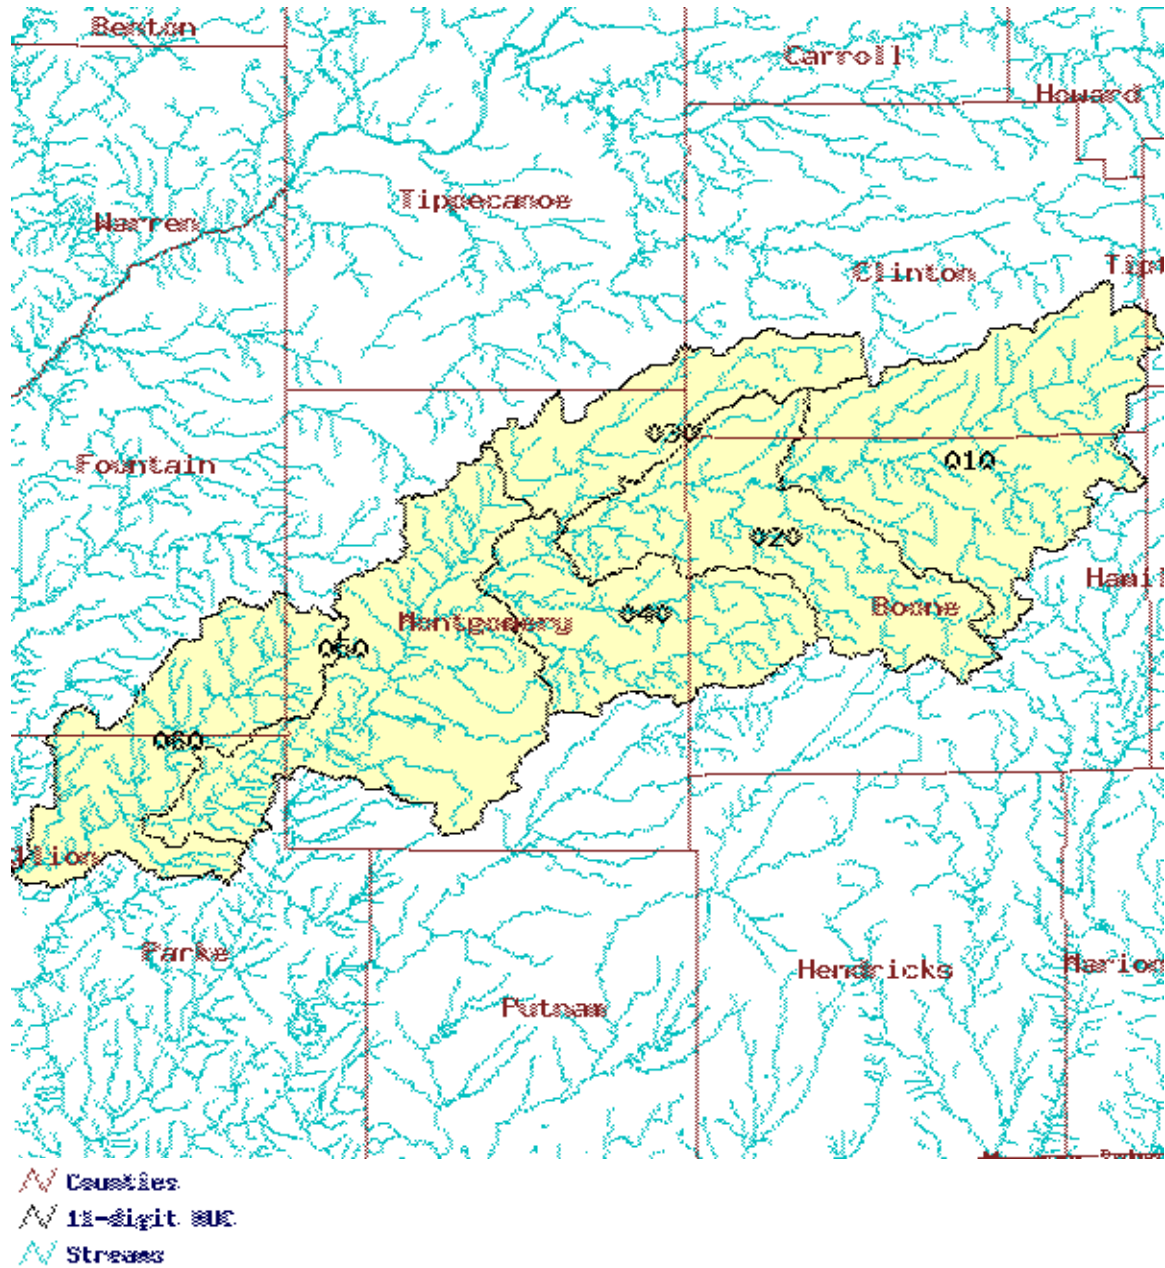 Benton
Carroll
Howard
Tippecanoe
Warren
Clinton
Tipt
030
Fountain
010
020
Hamil
Montgomery
040
Boone
050
060
llion
Parke
Hendricks
Marion
Putnam
Counties
11-digit HUC
Streams